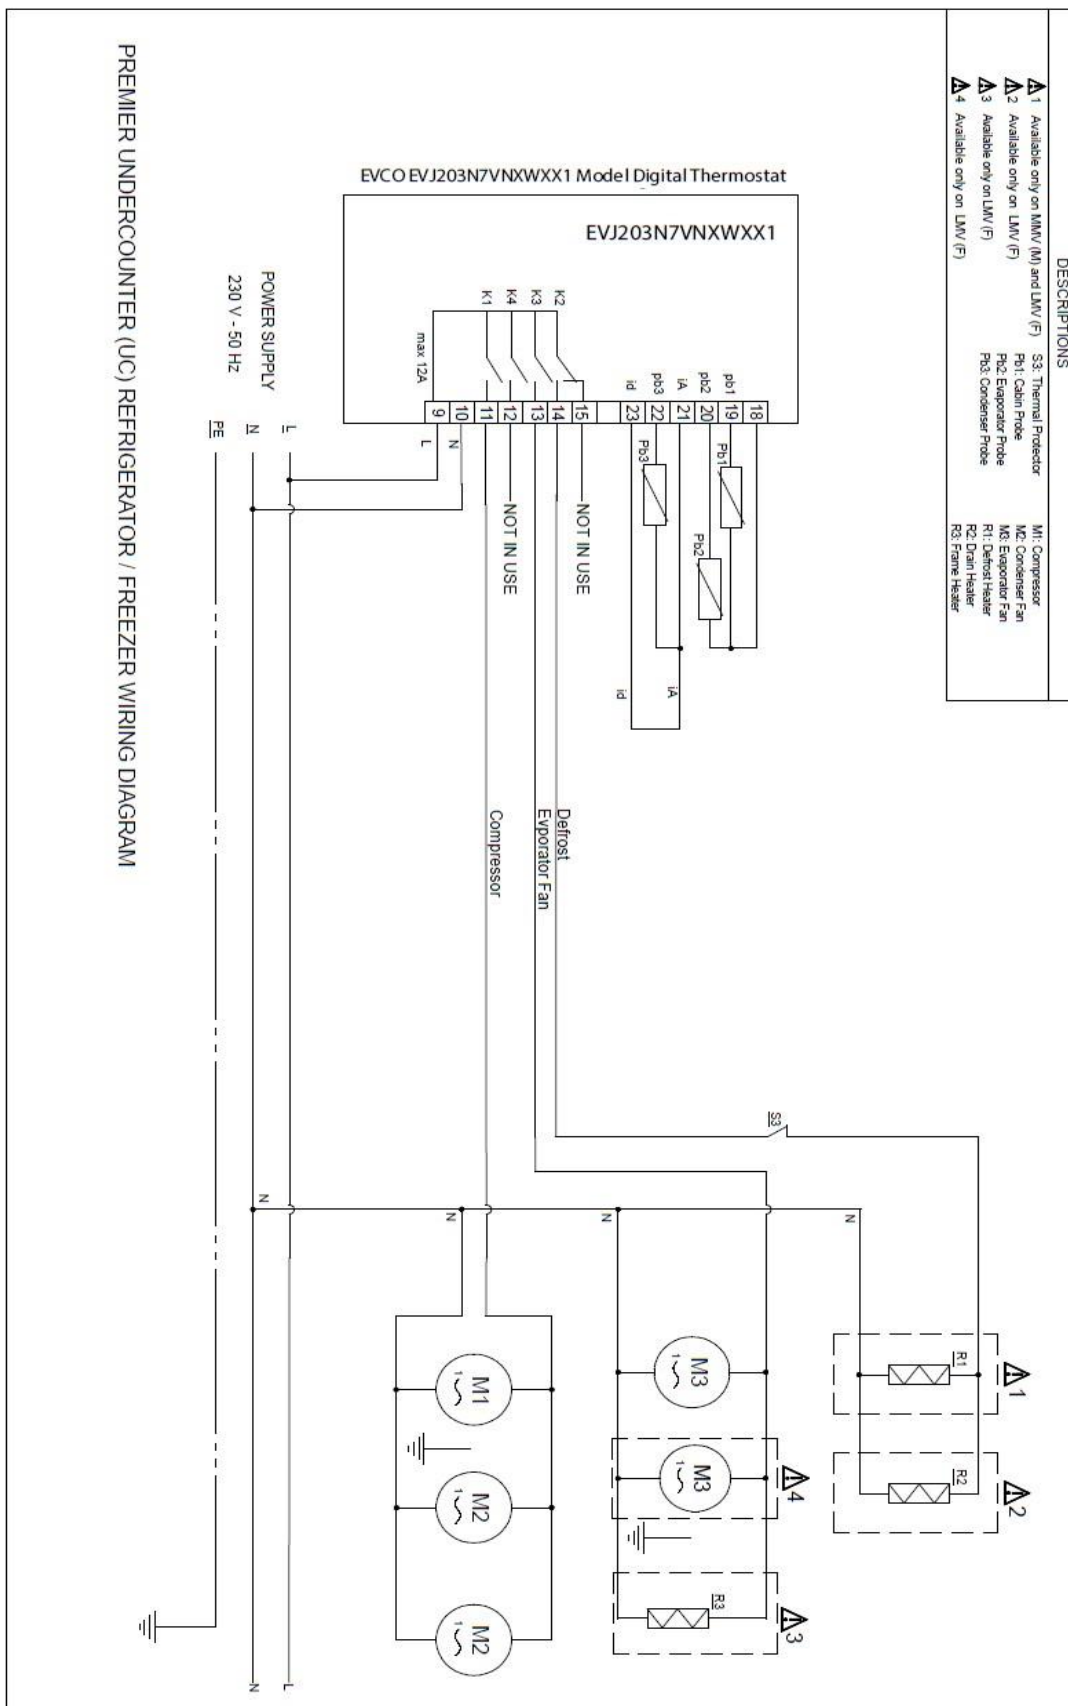 DESCRIPTIONS
1 Available only on MMV (M) and LMV (F)
2 Available only on LMV (F)
3 Available only on LMV (F)
4 Available only on LMV (F)
S3: Thermal Protector
Pb1: Cabin Probe
Pb2: Evaporator Probe
Pb3: Condenser Probe
M1: Compressor
M2: Condenser Fan
M3: Evaporator Fan
R1: Defrost Heater
R2: Drain Heater
R3: Frame Heater
EVCO EVJ203N7VNXWXX1 Model Digital Thermostat
EVJ203N7VNXWXX1
K1
K4
K3
K2
max 12A
id
pb3
iA
pb2
pb1
9
10
11
12
13
14
15
23
22
21
20
19
18
L
N
NOT IN USE
NOT IN USE
Pb3
Pb1
Pb2
id
iA
POWER SUPPLY
230 V - 50 Hz
L
N
PE
Defrost
Evporator Fan
Compressor
S3
N
N
N
N
R1
1
R2
2
M3
1
M3
1
4
R3
3
M1
1
M2
1
M2
1
N
L
PREMIER UNDERCOUNTER (UC) REFRIGERATOR / FREEZER WIRING DIAGRAM